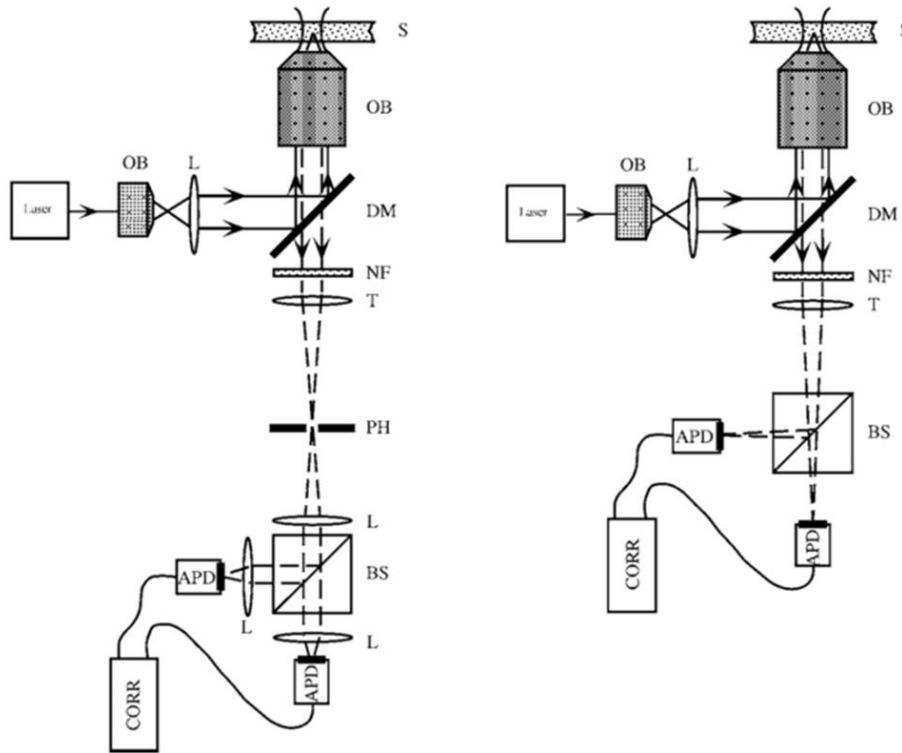 S
OB
OB
L
Laser
DM
NF
T
PH
L
BS
APD
L
L
APD
CORR
S
OB
OB
L
Laser
DM
NF
T
BS
APD
APD
CORR